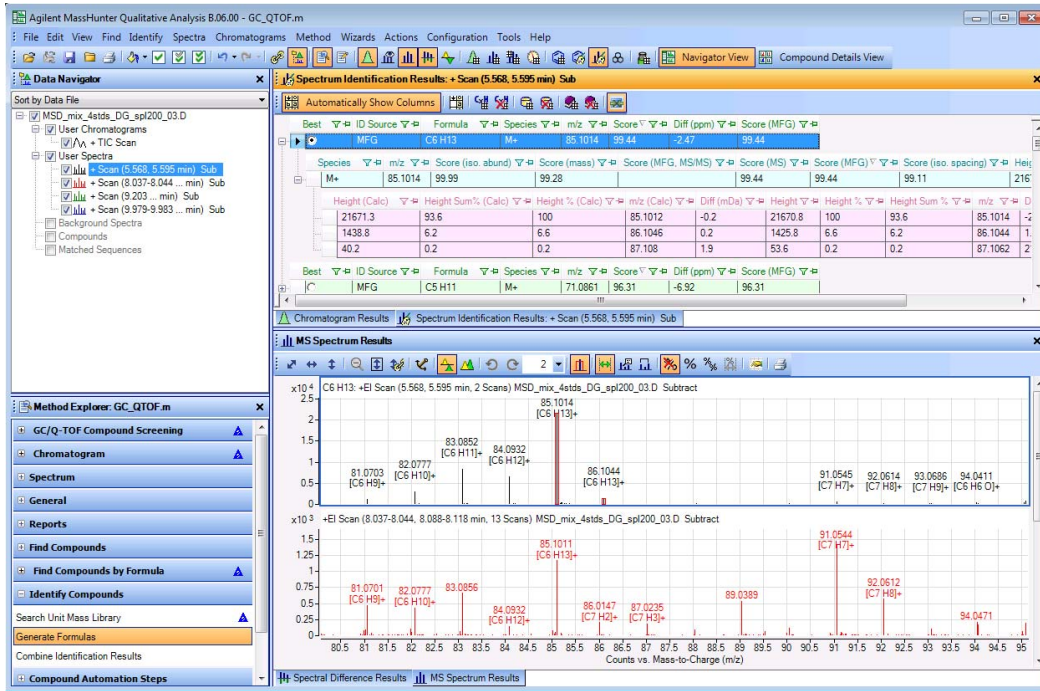 Agilent MassHunter Qualitative Analysis B.06.00 - GC_QTOF.m
File Edit View Find Identify Spectra Chromatograms Method Wizards Actions Configuration Tools Help
Navigator View Compound Details View
Data Navigator
Sort by Data File
MSD_mix_4stds_DG_spl200_03.D
User Chromatograms
+ TIC Scan
User Spectra
+ Scan (5.568, 5.595 min) Sub
+ Scan (8.037-8.044 ... min) Sub
+ Scan (9.203 ... min) Sub
+ Scan (9.979-9.983 ... min) Sub
Background Spectra
Compounds
Matched Sequences
Spectrum Identification Results: + Scan (5.568, 5.595 min) Sub
Automatically Show Columns
Best ID Source Formula Species m/z Score Diff (ppm) Score (MFG)
MFG C6 H13 M+ 85.1014 99.44 -2.47 99.44
Species m/z Score (iso. abund) Score (mass) Score (MFG, MS/MS) Score (MS) Score (MFG) Score (iso. spacing)
M+ 85.1014 99.99 99.28 99.44 99.44 99.11
Height (Calc) Height Sum% (Calc) Height % (Calc) m/z (Calc) Diff (mDa) Height Height % Height Sum % m/z
21671.3 93.6 100 85.1012 -0.2 21670.8 100 93.6 85.1014
1438.8 6.2 6.6 86.1046 0.2 1425.8 6.6 6.2 86.1044
40.2 0.2 0.2 87.108 1.9 53.6 0.2 0.2 87.1062
Best ID Source Formula Species m/z Score Diff (ppm) Score (MFG)
MFG C5 H11 M+ 71.0861 96.31 -6.92 96.31
Chromatogram Results Spectrum Identification Results: + Scan (5.568, 5.595 min) Sub
MS Spectrum Results
2
x10 4 C6 H13: +EI Scan (5.568, 5.595 min, 2 Scans) MSD_mix_4stds_DG_spl200_03.D Subtract
2.5
2
1.5
1
0.5
0
81.0703
[C6 H9]+
82.0777
[C6 H10]+
83.0852
[C6 H11]+
84.0932
[C6 H12]+
85.1014
[C6 H13]+
86.1044
[C6 H13]+
91.0545
[C7 H7]+
92.0614
[C7 H8]+
93.0686
[C7 H9]+
94.0411
[C6 H6 O]+
x10 3 +EI Scan (8.037-8.044, 8.088-8.118 min, 13 Scans) MSD_mix_4stds_DG_spl200_03.D Subtract
1.5
1.25
1
0.75
0.5
0.25
0
81.0701
[C6 H9]+
82.0777
[C6 H10]+
83.0856
84.0932
[C6 H12]+
85.1011
[C6 H13]+
86.0147
[C7 H2]+
87.0235
[C7 H3]+
89.0389
91.0544
[C7 H7]+
92.0612
[C7 H8]+
94.0471
80.5 81 81.5 82 82.5 83 83.5 84 84.5 85 85.5 86 86.5 87 87.5 88 88.5 89 89.5 90 90.5 91 91.5 92 92.5 93 93.5 94 94.5 95
Counts vs. Mass-to-Charge (m/z)
Spectral Difference Results MS Spectrum Results
Method Explorer: GC_QTOF.m
GC/Q-TOF Compound Screening
Chromatogram
Spectrum
General
Reports
Find Compounds
Find Compounds by Formula
Identify Compounds
Search Unit Mass Library
Generate Formulas
Combine Identification Results
Compound Automation Steps